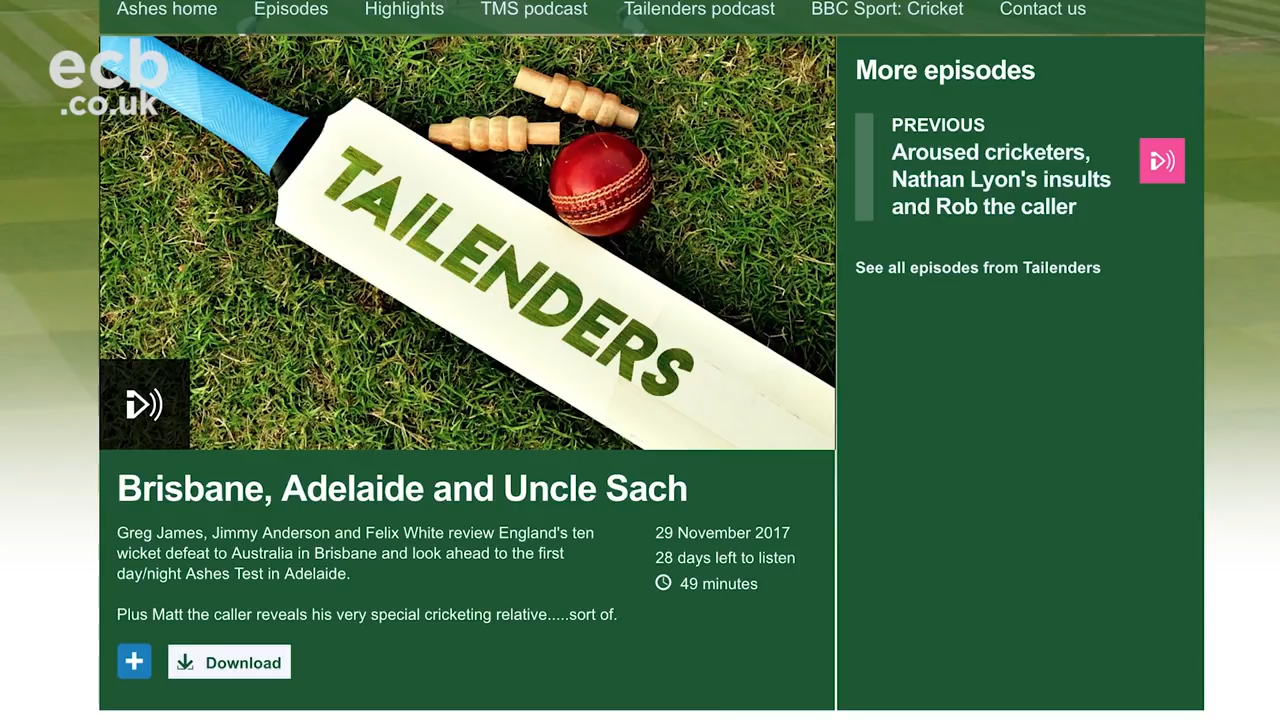 Ashes home Episodes Highlights TMS podcast Tailenders podcast BBC Sport: Cricket Contact us
ecb
.co.uk
TAILENDERS
More episodes
PREVIOUS
Aroused cricketers,
Nathan Lyon's insults
and Rob the caller
See all episodes from Tailenders
Brisbane, Adelaide and Uncle Sach
Greg James, Jimmy Anderson and Felix White review England's ten
wicket defeat to Australia in Brisbane and look ahead to the first
day/night Ashes Test in Adelaide.
Plus Matt the caller reveals his very special cricketing relative.....sort of.
29 November 2017
28 days left to listen
49 minutes
Download